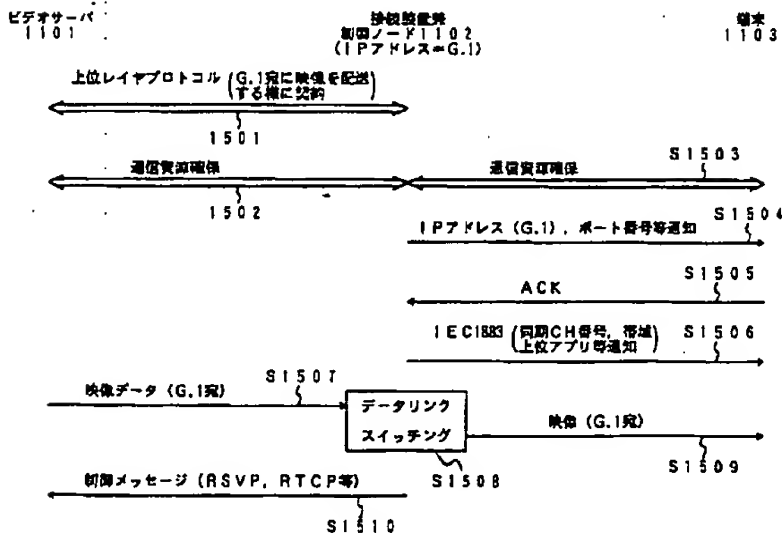 ビデオサーバ
1101
接続装置兼
制御ノード1102
(IPアドレス=G.1)
端末
1103
上位レイヤプロトコル (G.1宛に映像を配送
する様に契約)
1501
通信資源確保
1502
通信資源確保
S1503
IPアドレス (G.1), ポート番号等通知
S1504
ACK
S1505
IEC1883 (同期CH番号, 帯域
上位アプリ等通知)
S1506
映像データ (G.1宛)
S1507
データリンク
スイッチング
S1508
映像 (G.1宛)
S1509
制御メッセージ (RSVP, RTCP等)
S1510